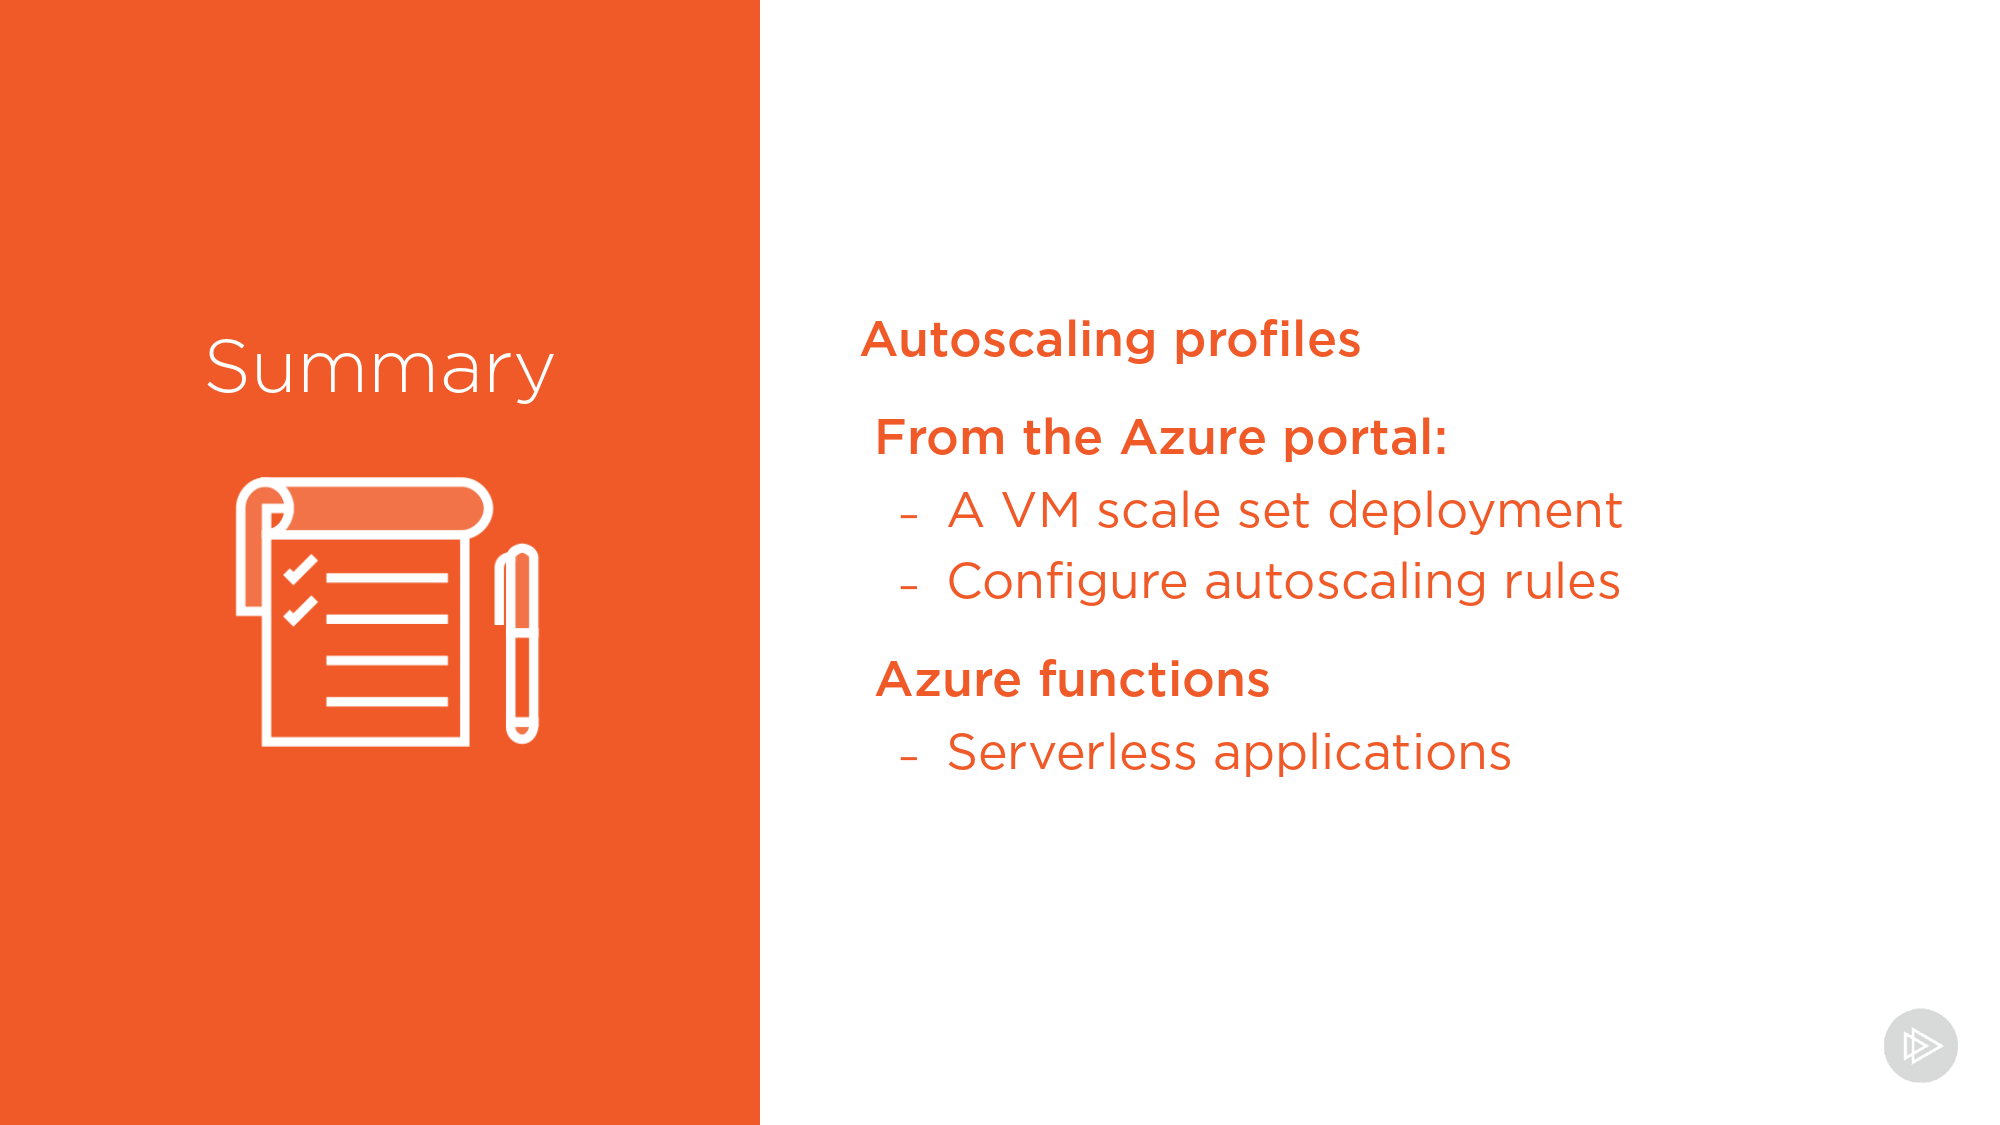 Summary
Autoscaling profiles
From the Azure portal:
- A VM scale set deployment
- Configure autoscaling rules
Azure functions
- Serverless applications